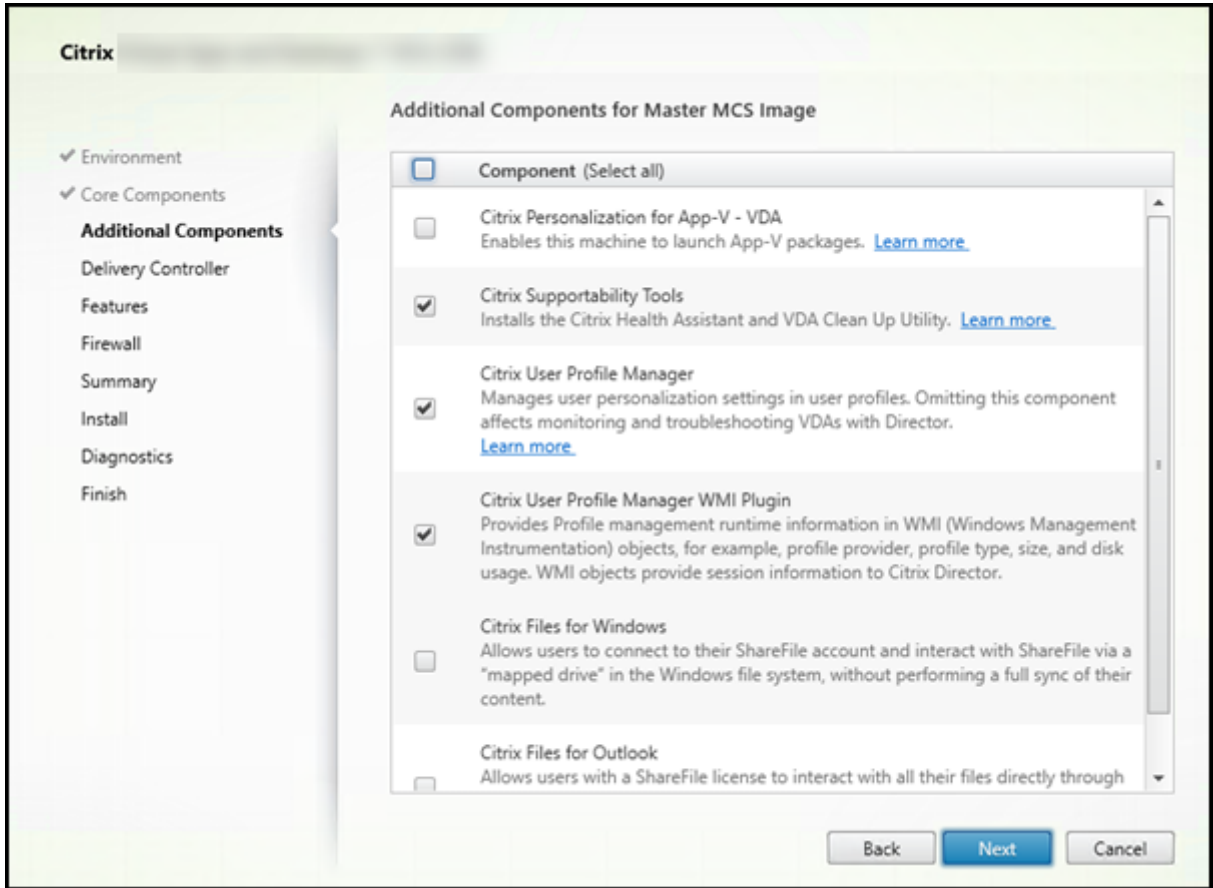 Citrix
Additional Components for Master MCS Image
Environment
Core Components
Additional Components
Delivery Controller
Features
Firewall
Summary
Install
Diagnostics
Finish
Component (Select all)
Citrix Personalization for App-V - VDA
Enables this machine to launch App-V packages. Learn more
Citrix Supportability Tools
Installs the Citrix Health Assistant and VDA Clean Up Utility. Learn more
Citrix User Profile Manager
Manages user personalization settings in user profiles. Omitting this component
affects monitoring and troubleshooting VDAs with Director.
Learn more
Citrix User Profile Manager WMI Plugin
Provides Profile management runtime information in WMI (Windows Management
Instrumentation) objects, for example, profile provider, profile type, size, and disk
usage. WMI objects provide session information to Citrix Director.
Citrix Files for Windows
Allows users to connect to their ShareFile account and interact with ShareFile via a
"mapped drive" in the Windows file system, without performing a full sync of their
content.
Citrix Files for Outlook
Allows users with a ShareFile license to interact with all their files directly through
Back
Next
Cancel